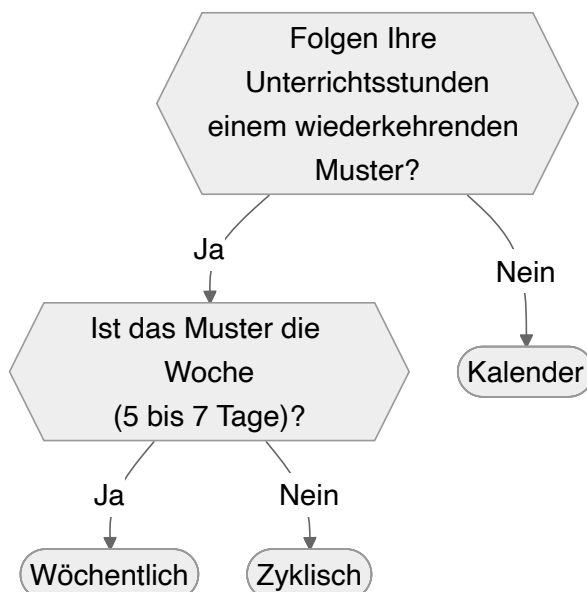 Folgen Ihre
Unterrichtsstunden
einem wiederkehrenden
Muster?
Ja
Nein
Ist das Muster die
Woche
(5 bis 7 Tage)?
Kalender
Ja
Nein
Wöchentlich
Zyklisch